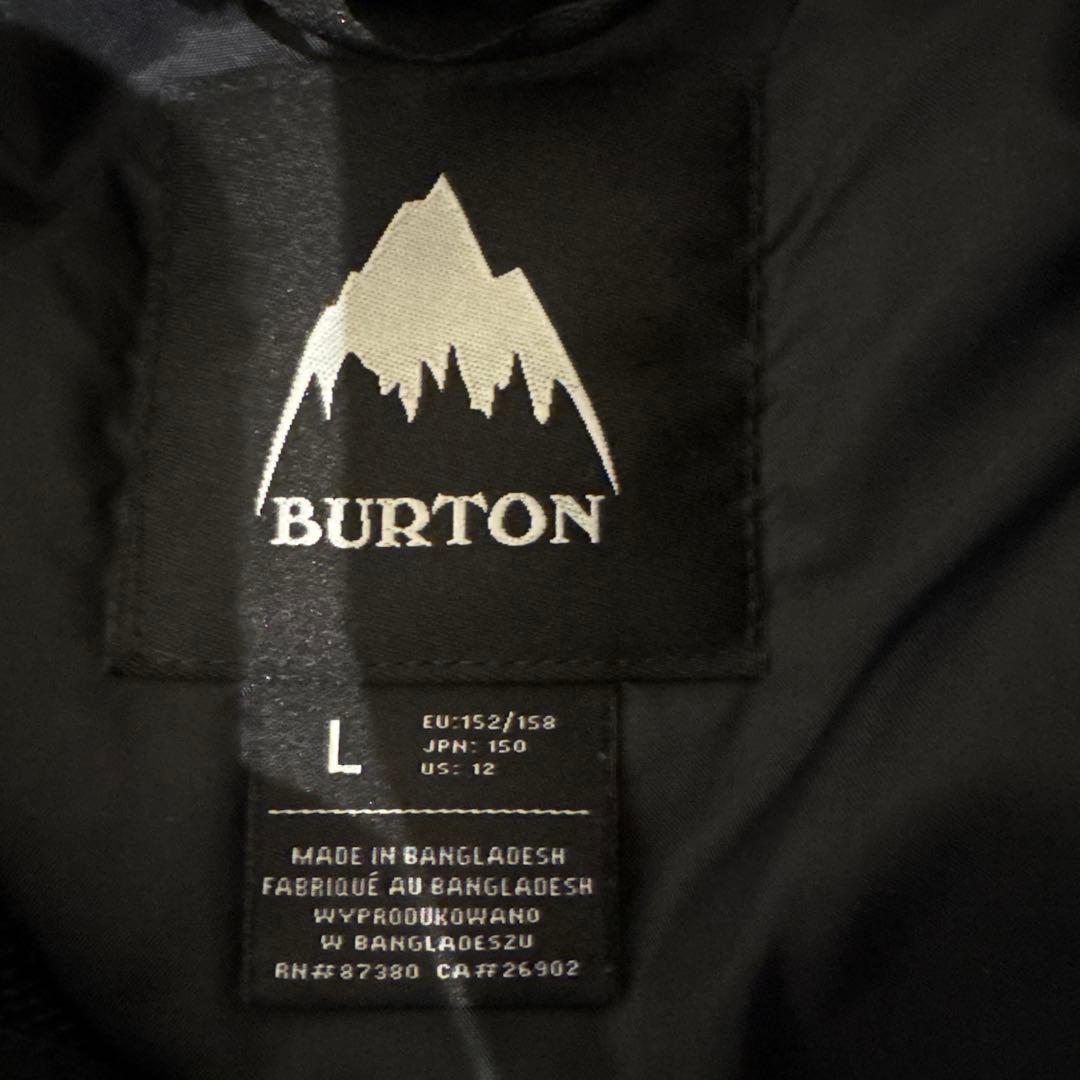 BURTON
L
EU:152/158
JPN: 150
US: 12
MADE IN BANGLADESH
FABRIQUÉ AU BANGLADESH
WYPRODUKOWANO
W BANGLADESZU
RN#87380 CA#26902